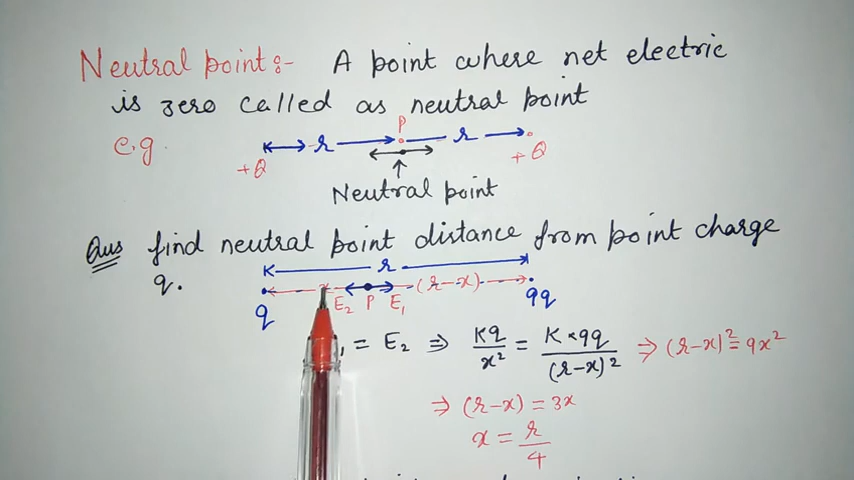 Neutral point :- A point where net electric
is zero called as neutral point
e.g.
P
r r
+Q +Q
Neutral point
Ques find neutral point distance from point charge
q.
r
x E2 P E1 (r-x)
q 9q
= E2 ⇒ Kq/x² = K×9q/(r-x)² ⇒ (r-x)² = 9x²
⇒ (r-x) = 3x
x = r/4